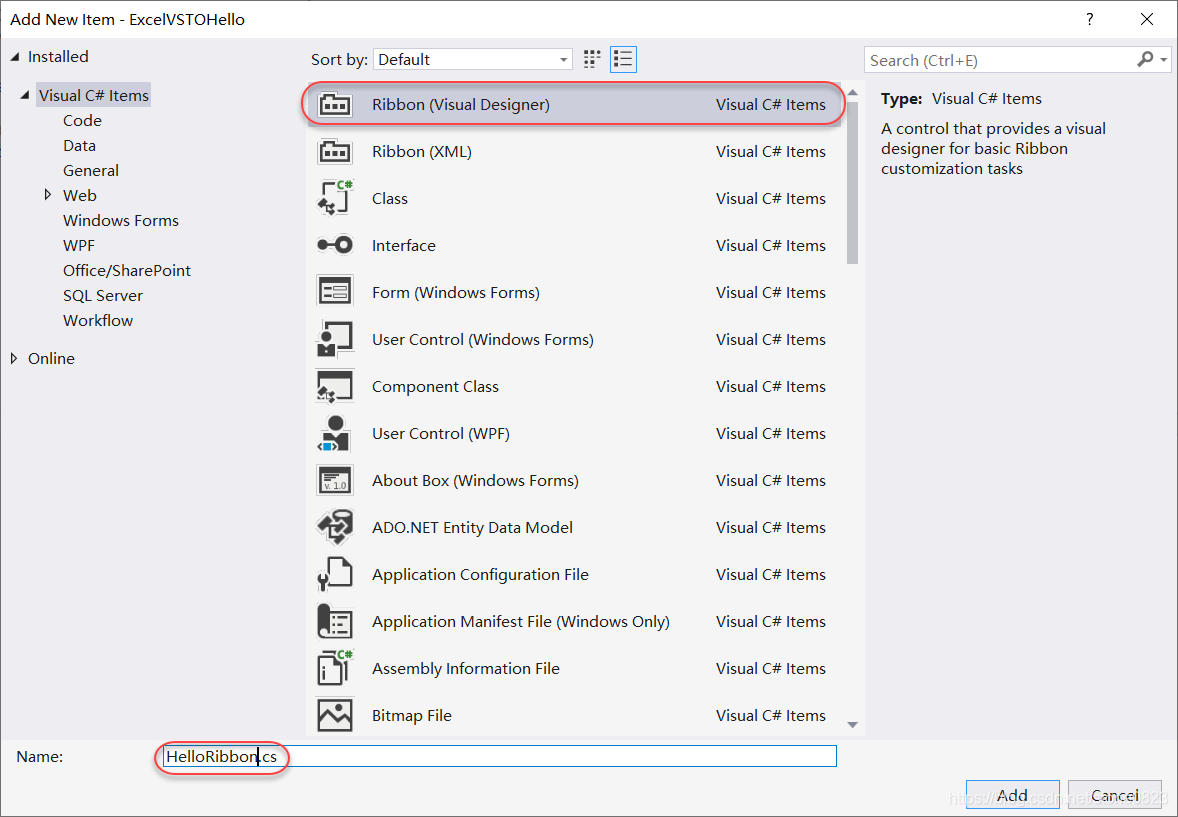 Add New Item - ExcelVSTOHello
?
Installed
Sort by: Default
Search (Ctrl+E)
Visual C# Items
Code
Data
General
Web
Windows Forms
WPF
Office/SharePoint
SQL Server
Workflow
Online
Ribbon (Visual Designer) Visual C# Items
Ribbon (XML) Visual C# Items
C#
Class Visual C# Items
Interface Visual C# Items
Form (Windows Forms) Visual C# Items
User Control (Windows Forms) Visual C# Items
Component Class Visual C# Items
User Control (WPF) Visual C# Items
v. 1.0
About Box (Windows Forms) Visual C# Items
ADO.NET Entity Data Model Visual C# Items
Application Configuration File Visual C# Items
Application Manifest File (Windows Only) Visual C# Items
C#
Assembly Information File Visual C# Items
Bitmap File Visual C# Items
Type: Visual C# Items
A control that provides a visual
designer for basic Ribbon
customization tasks
Name: HelloRibbon.cs
Add
Cancel